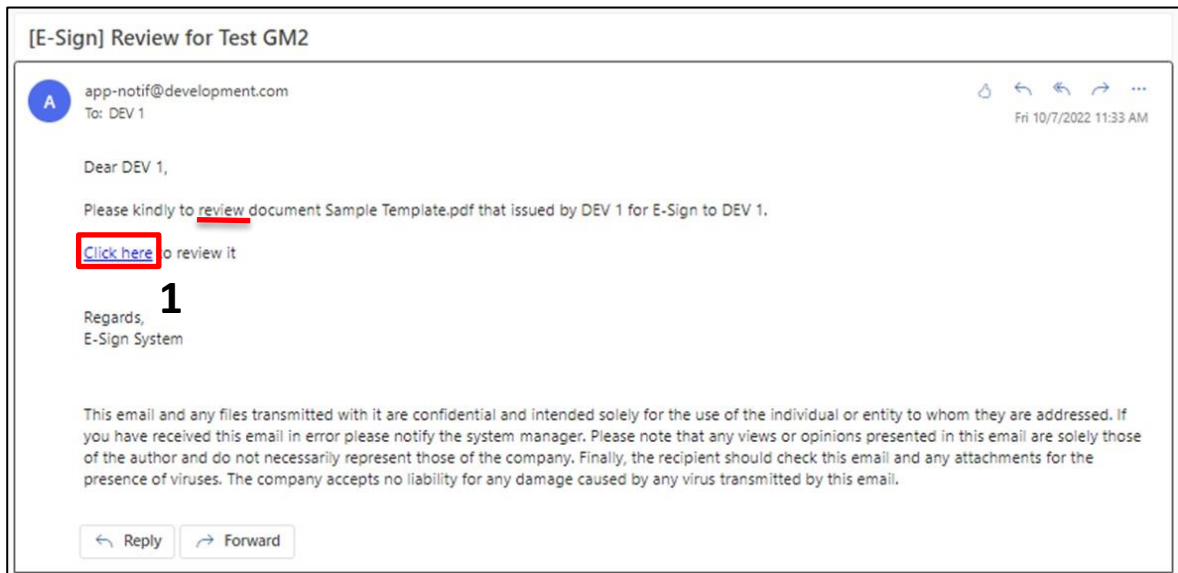 [E-Sign] Review for Test GM2
A
app-notif@development.com
To: DEV 1
Fri 10/7/2022 11:33 AM
Dear DEV 1,
Please kindly to review document Sample Template.pdf that issued by DEV 1 for E-Sign to DEV 1.
Click here to review it
1
Regards,
E-Sign System
This email and any files transmitted with it are confidential and intended solely for the use of the individual or entity to whom they are addressed. If
you have received this email in error please notify the system manager. Please note that any views or opinions presented in this email are solely those
of the author and do not necessarily represent those of the company. Finally, the recipient should check this email and any attachments for the
presence of viruses. The company accepts no liability for any damage caused by any virus transmitted by this email.
Reply
Forward